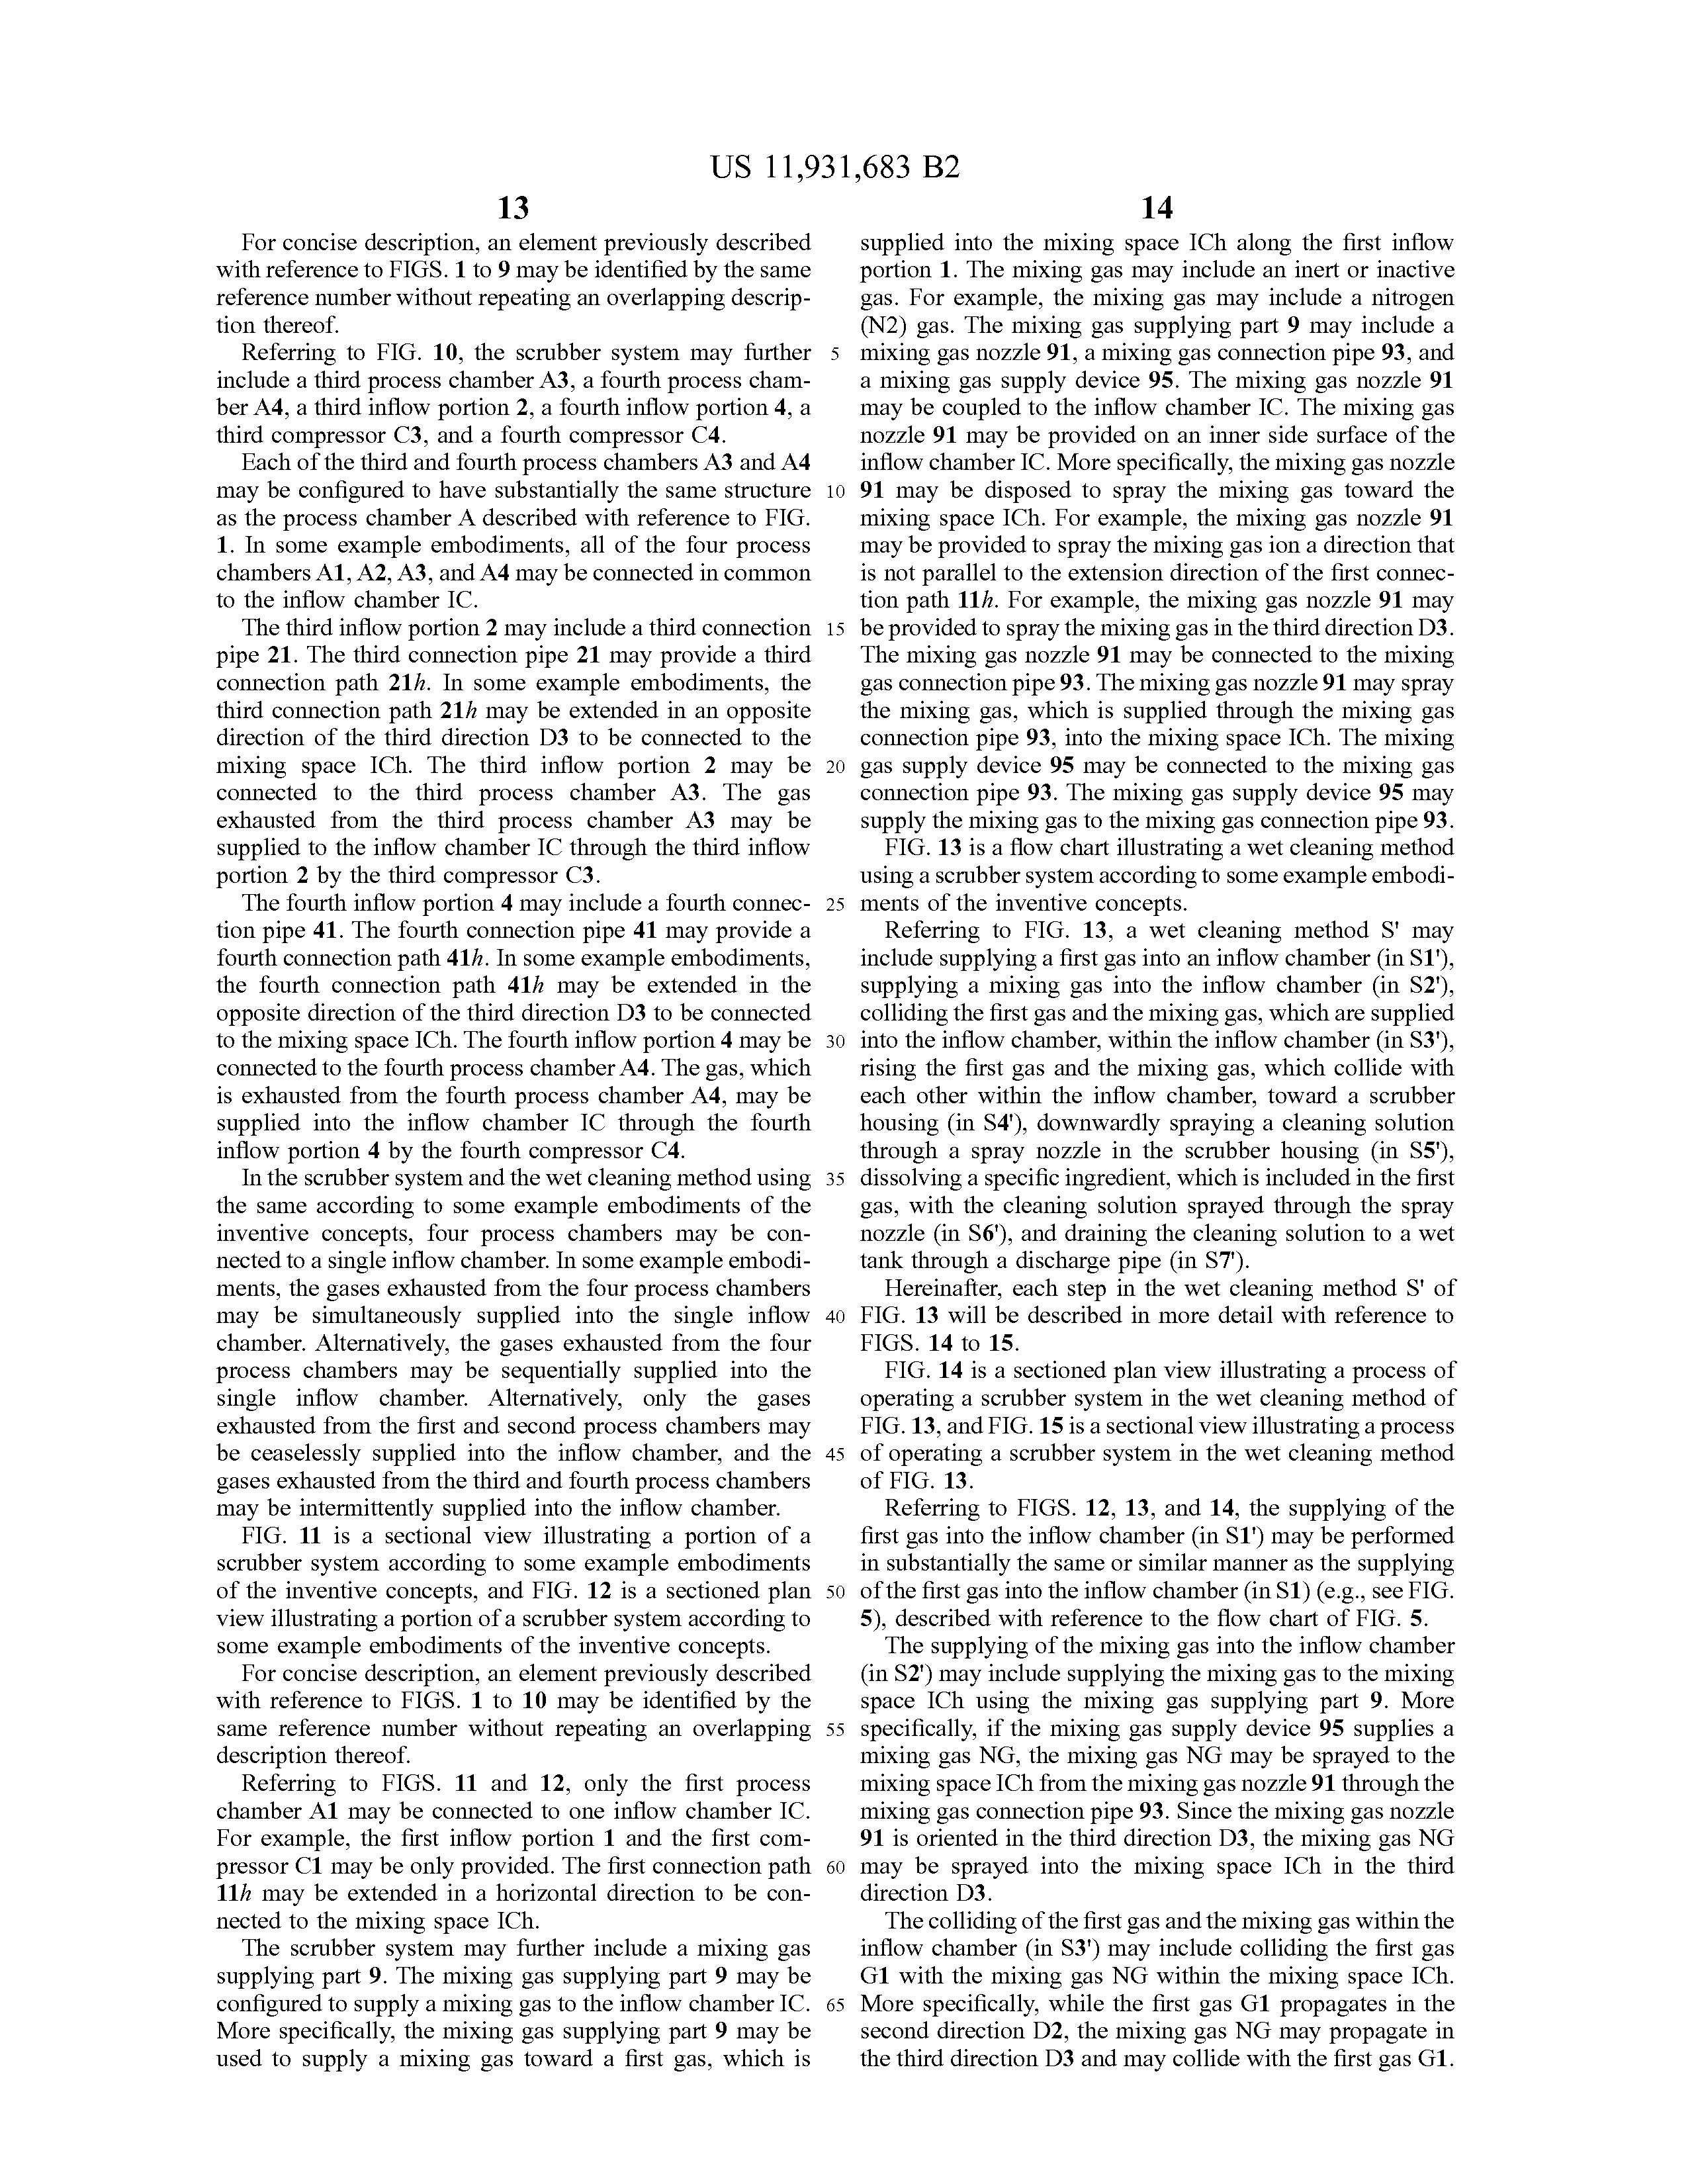 US 11,931,683 B2
13
For concise description, an element previously described
with reference to FIGS. 1 to 9 may be identified by the same
reference number without repeating an overlapping descrip-
tion thereof.
Referring to FIG. 10, the scrubber system may further
include a third process chamber A3, a fourth process cham-
ber A4, a third inflow portion 2, a fourth inflow portion 4, a
third compressor C3, and a fourth compressor C4.
Each of the third and fourth process chambers A3 and A4
may be configured to have substantially the same structure
as the process chamber A described with reference to FIG.
1. In some example embodiments, all of the four process
chambers A1, A2, A3, and A4 may be connected in common
to the inflow chamber IC.
The third inflow portion 2 may include a third connection
pipe 21. The third connection pipe 21 may provide a third
connection path 21h. In some example embodiments, the
third connection path 21h may be extended in an opposite
direction of the third direction D3 to be connected to the
mixing space ICh. The third inflow portion 2 may be
connected to the third process chamber A3. The gas
exhausted from the third process chamber A3 may be
supplied to the inflow chamber IC through the third inflow
portion 2 by the third compressor C3.
The fourth inflow portion 4 may include a fourth connec-
tion pipe 41. The fourth connection pipe 41 may provide a
fourth connection path 41h. In some example embodiments,
the fourth connection path 41h may be extended in the
opposite direction of the third direction D3 to be connected
to the mixing space ICh. The fourth inflow portion 4 may be
connected to the fourth process chamber A4. The gas, which
is exhausted from the fourth process chamber A4, may be
supplied into the inflow chamber IC through the fourth
inflow portion 4 by the fourth compressor C4.
In the scrubber system and the wet cleaning method using
the same according to some example embodiments of the
inventive concepts, four process chambers may be con-
nected to a single inflow chamber. In some example embodi-
ments, the gases exhausted from the four process chambers
may be simultaneously supplied into the single inflow
chamber. Alternatively, the gases exhausted from the four
process chambers may be sequentially supplied into the
single inflow chamber. Alternatively, only the gases
exhausted from the first and second process chambers may
be ceaselessly supplied into the inflow chamber, and the
gases exhausted from the third and fourth process chambers
may be intermittently supplied into the inflow chamber.
FIG. 11 is a sectional view illustrating a portion of a
scrubber system according to some example embodiments
of the inventive concepts, and FIG. 12 is a sectioned plan
view illustrating a portion of a scrubber system according to
some example embodiments of the inventive concepts.
For concise description, an element previously described
with reference to FIGS. 1 to 10 may be identified by the
same reference number without repeating an overlapping
description thereof.
Referring to FIGS. 11 and 12, only the first process
chamber A1 may be connected to one inflow chamber IC.
For example, the first inflow portion 1 and the first com-
pressor C1 may be only provided. The first connection path
11h may be extended in a horizontal direction to be con-
nected to the mixing space ICh.
The scrubber system may further include a mixing gas
supplying part 9. The mixing gas supplying part 9 may be
configured to supply a mixing gas to the inflow chamber IC.
More specifically, the mixing gas supplying part 9 may be
used to supply a mixing gas toward a first gas, which is
5
10
15
20
25
30
35
40
45
50
55
60
65
14
supplied into the mixing space ICh along the first inflow
portion 1. The mixing gas may include an inert or inactive
gas. For example, the mixing gas may include a nitrogen
(N2) gas. The mixing gas supplying part 9 may include a
mixing gas nozzle 91, a mixing gas connection pipe 93, and
a mixing gas supply device 95. The mixing gas nozzle 91
may be coupled to the inflow chamber IC. The mixing gas
nozzle 91 may be provided on an inner side surface of the
inflow chamber IC. More specifically, the mixing gas nozzle
91 may be disposed to spray the mixing gas toward the
mixing space ICh. For example, the mixing gas nozzle 91
may be provided to spray the mixing gas ion a direction that
is not parallel to the extension direction of the first connec-
tion path 11h. For example, the mixing gas nozzle 91 may
be provided to spray the mixing gas in the third direction D3.
The mixing gas nozzle 91 may be connected to the mixing
gas connection pipe 93. The mixing gas nozzle 91 may spray
the mixing gas, which is supplied through the mixing gas
connection pipe 93, into the mixing space ICh. The mixing
gas supply device 95 may be connected to the mixing gas
connection pipe 93. The mixing gas supply device 95 may
supply the mixing gas to the mixing gas connection pipe 93.
FIG. 13 is a flow chart illustrating a wet cleaning method
using a scrubber system according to some example embodi-
ments of the inventive concepts.
Referring to FIG. 13, a wet cleaning method S' may
include supplying a first gas into an inflow chamber (in S1'),
supplying a mixing gas into the inflow chamber (in S2'),
colliding the first gas and the mixing gas, which are supplied
into the inflow chamber, within the inflow chamber (in S3'),
rising the first gas and the mixing gas, which collide with
each other within the inflow chamber, toward a scrubber
housing (in S4'), downwardly spraying a cleaning solution
through a spray nozzle in the scrubber housing (in S5'),
dissolving a specific ingredient, which is included in the first
gas, with the cleaning solution sprayed through the spray
nozzle (in S6'), and draining the cleaning solution to a wet
tank through a discharge pipe (in S7').
Hereinafter, each step in the wet cleaning method S' of
FIG. 13 will be described in more detail with reference to
FIGS. 14 to 15.
FIG. 14 is a sectioned plan view illustrating a process of
operating a scrubber system in the wet cleaning method of
FIG. 13, and FIG. 15 is a sectional view illustrating a process
of operating a scrubber system in the wet cleaning method
of FIG. 13.
Referring to FIGS. 12, 13, and 14, the supplying of the
first gas into the inflow chamber (in S1') may be performed
in substantially the same or similar manner as the supplying
of the first gas into the inflow chamber (in S1) (e.g., see FIG.
5), described with reference to the flow chart of FIG. 5.
The supplying of the mixing gas into the inflow chamber
(in S2') may include supplying the mixing gas to the mixing
space ICh using the mixing gas supplying part 9. More
specifically, if the mixing gas supply device 95 supplies a
mixing gas NG, the mixing gas NG may be sprayed to the
mixing space ICh from the mixing gas nozzle 91 through the
mixing gas connection pipe 93. Since the mixing gas nozzle
91 is oriented in the third direction D3, the mixing gas NG
may be sprayed into the mixing space ICh in the third
direction D3.
The colliding of the first gas and the mixing gas within the
inflow chamber (in S3') may include colliding the first gas
G1 with the mixing gas NG within the mixing space ICh.
More specifically, while the first gas G1 propagates in the
second direction D2, the mixing gas NG may propagate in
the third direction D3 and may collide with the first gas G1.